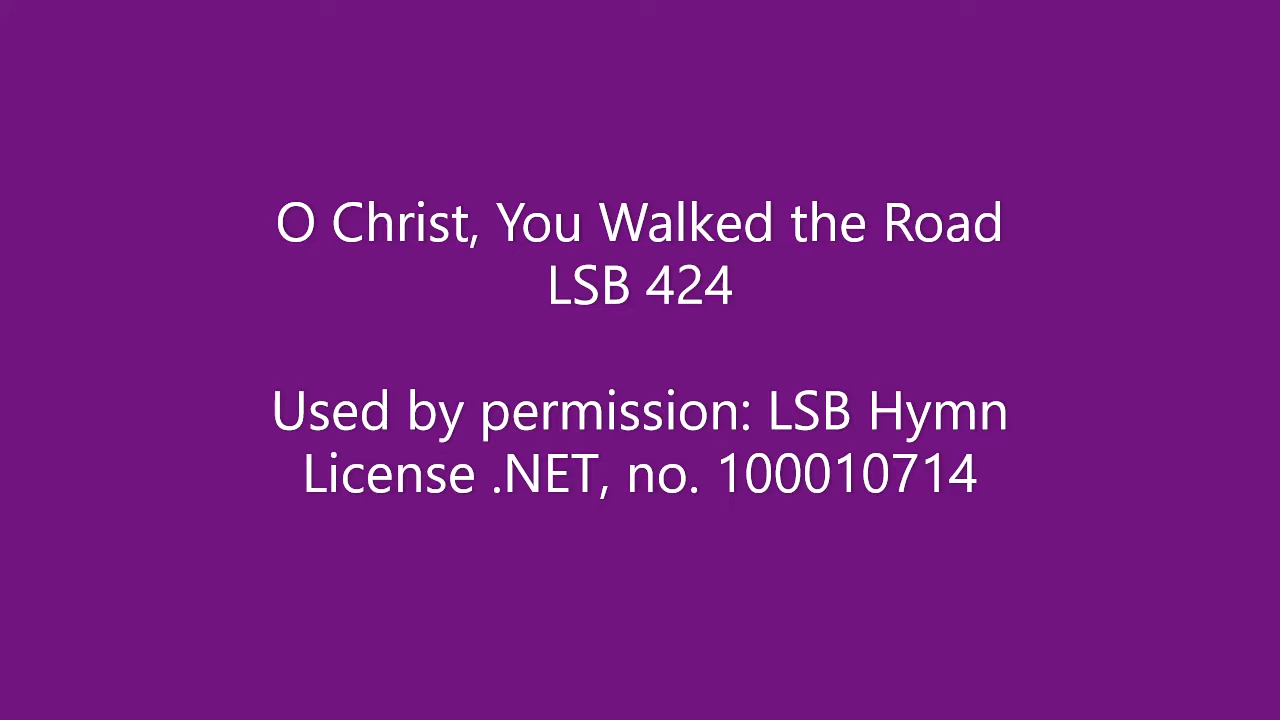 O Christ, You Walked the Road
LSB 424
Used by permission: LSB Hymn
License .NET, no. 100010714